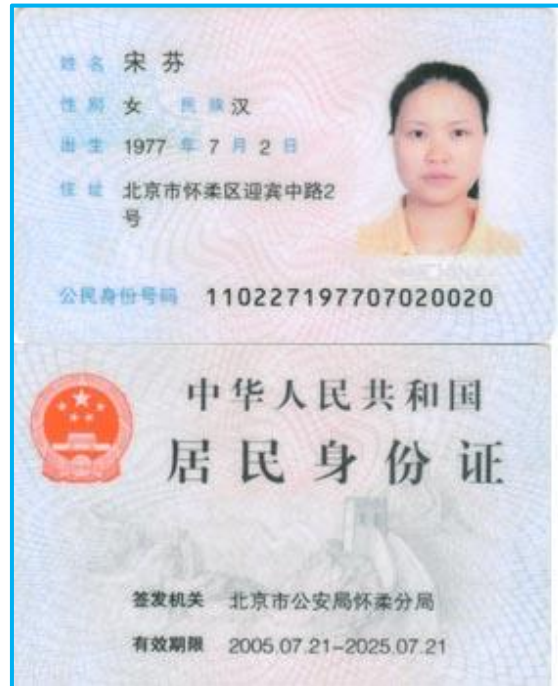 姓名 宋芬
性别 女 民族 汉
出生 1977 年 7 月 2 日
住址 北京市怀柔区迎宾中路2
号
公民身份号码 110227197707020020
中华人民共和国
居民身份证
签发机关 北京市公安局怀柔分局
有效期限 2005.07.21-2025.07.21